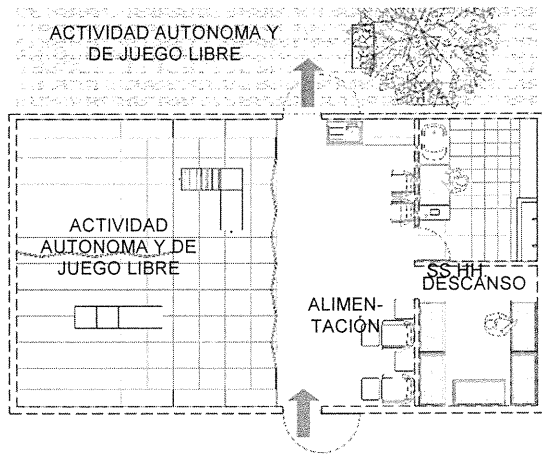 ACTIVIDAD AUTONOMA Y
DE JUEGO LIBRE
ACTIVIDAD
AUTONOMA Y DE
JUEGO LIBRE
SS HH
DESCANSO
ALIMEN-
TACIÓN